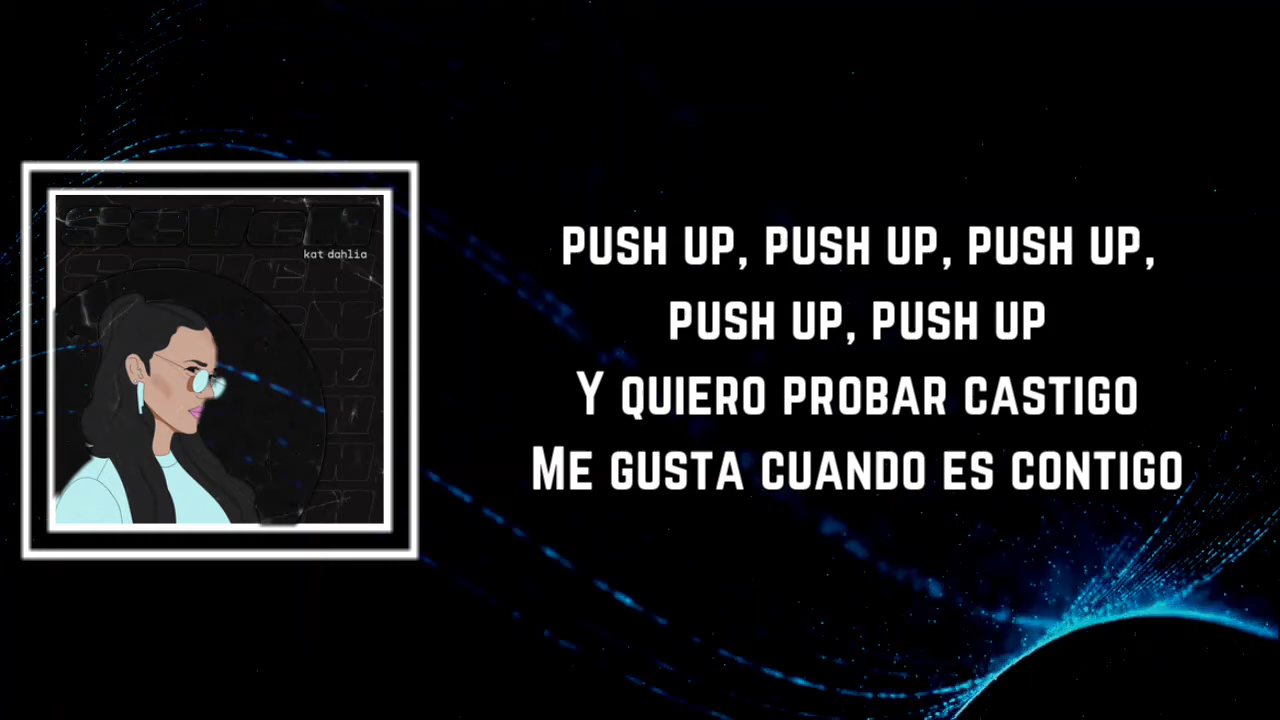 seven
kat dahlia
PUSH UP, PUSH UP, PUSH UP,
PUSH UP, PUSH UP
Y QUIERO PROBAR CASTIGO
ME GUSTA CUANDO ES CONTIGO